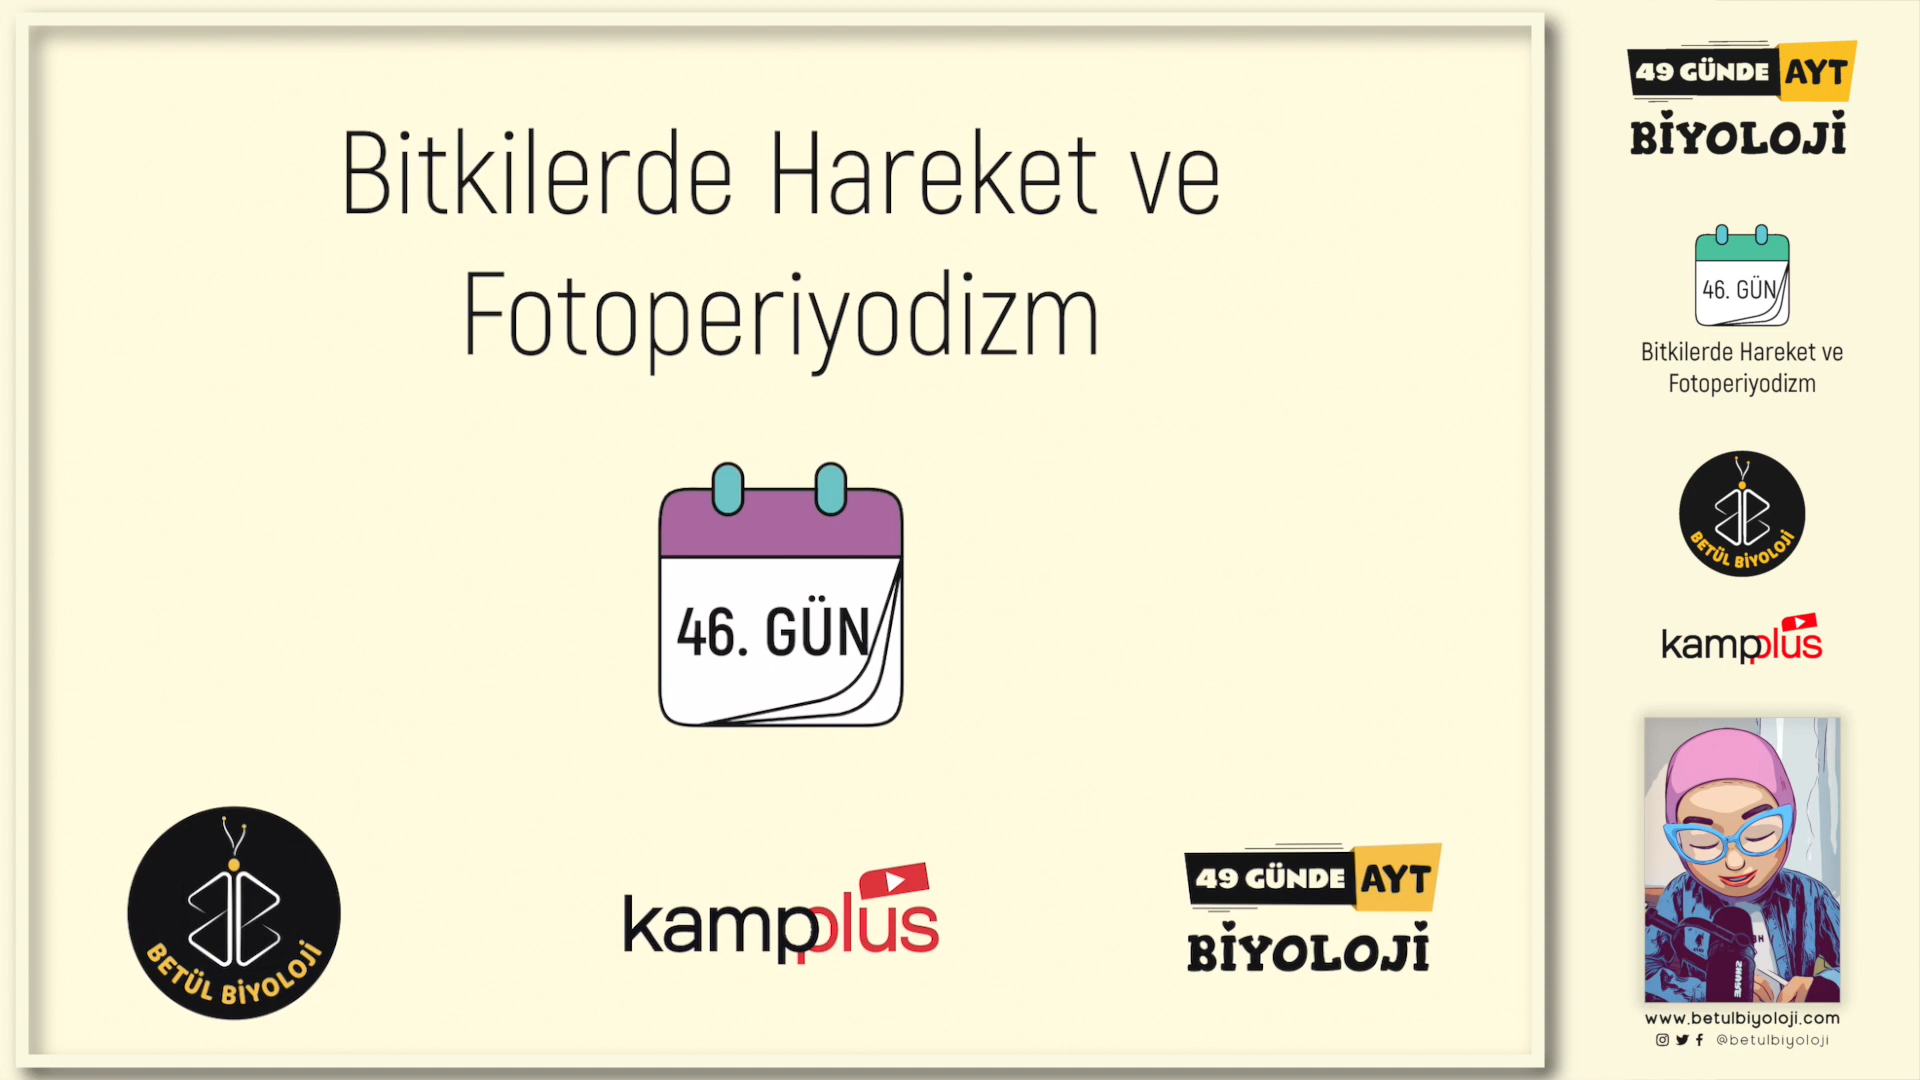 Bitkilerde Hareket ve
Fotoperiyodizm
46. GÜN
BETÜL BİYOLOJİ
kampplus
49 GÜNDE AYT
BİYOLOJİ
49 GÜNDE AYT
BİYOLOJİ
46. GÜN
Bitkilerde Hareket ve
Fotoperiyodizm
BETÜL BİYOLOJİ
kampplus
SHURE
www.betulbiyoloji.com
@betulbiyoloji